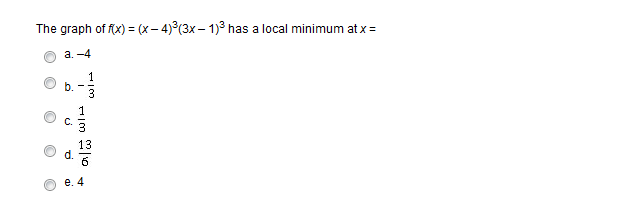 The graph of f(x) = (x – 4)³(3x – 1)³ has a local minimum at x =
a. –4
b. –1/3
c. 1/3
d. 13/6
e. 4